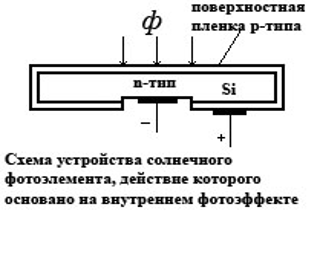 поверхностная
ф пленка p-типа
n-тип Si
–
+
Схема устройства солнечного
фотоэлемента, действие которого
основано на внутреннем фотоэффекте